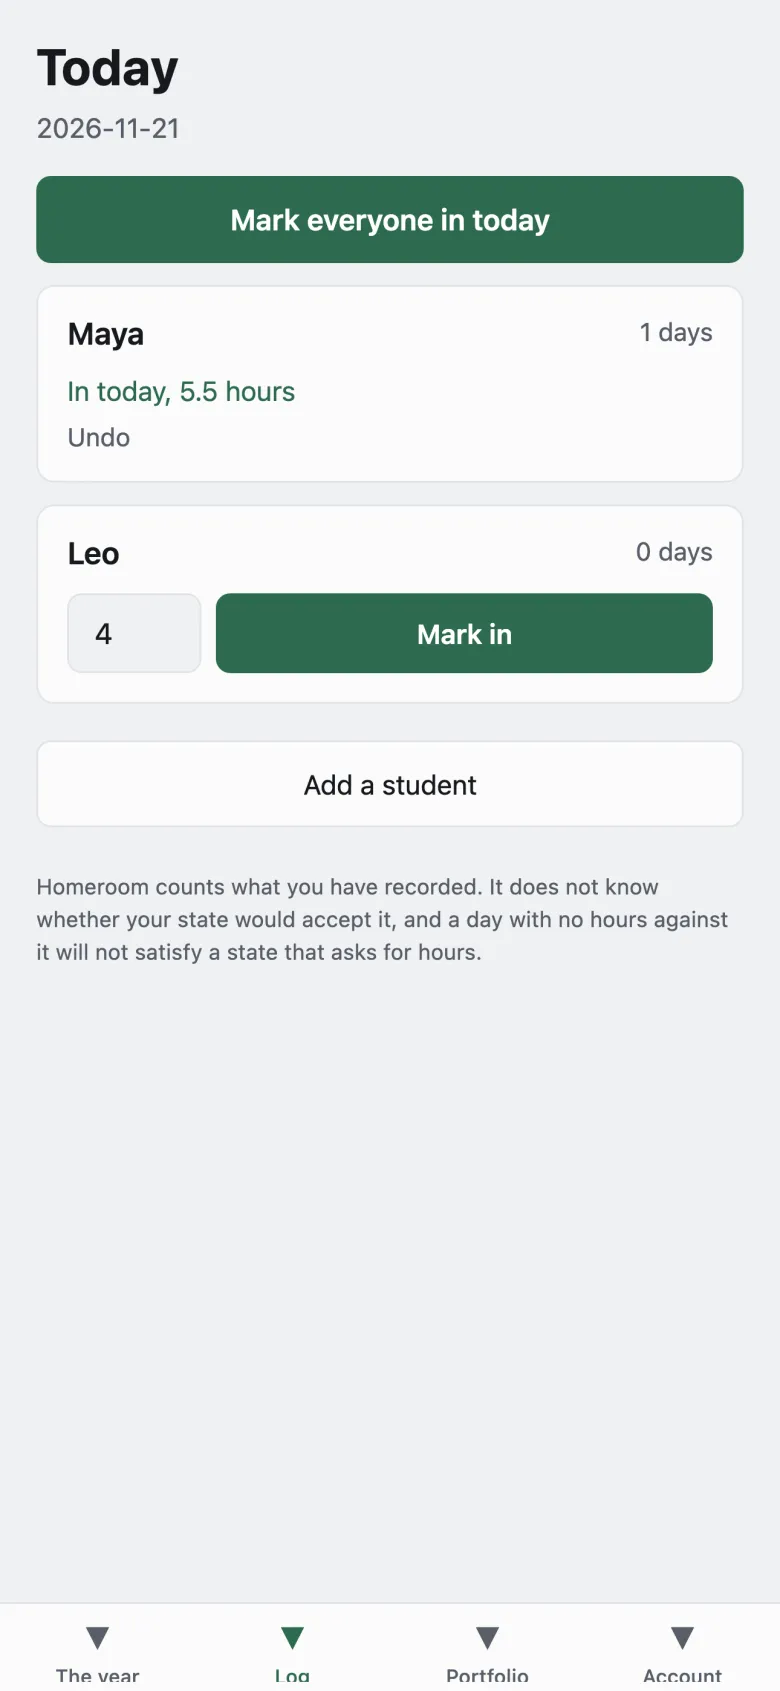 Today
2026-11-21
Mark everyone in today
Maya
1 days
In today, 5.5 hours
Undo
Leo
0 days
4
Mark in
Add a student
Homeroom counts what you have recorded. It does not know
whether your state would accept it, and a day with no hours against
it will not satisfy a state that asks for hours.
The year
Log
Portfolio
Account